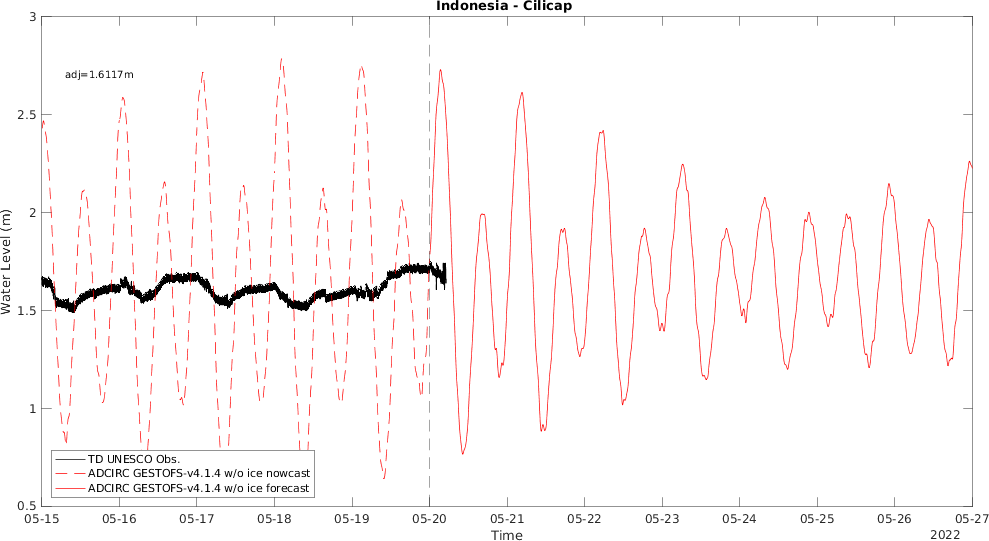 Indonesia - Cilicap
adj=1.6117m
3
2.5
2
1.5
1
0.5
Water Level (m)
TD UNESCO Obs.
ADCIRC GESTOFS-v4.1.4 w/o ice nowcast
ADCIRC GESTOFS-v4.1.4 w/o ice forecast
05-15 05-16 05-17 05-18 05-19 05-20 05-21 05-22 05-23 05-24 05-25 05-26 05-27
Time
2022